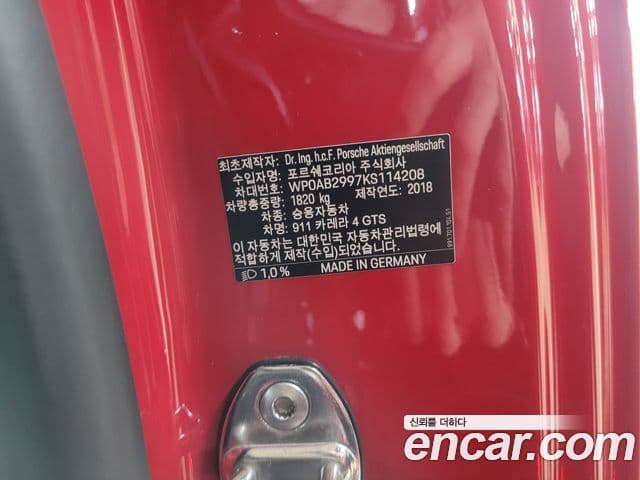 최초제작자: Dr. Ing. h.c.F. Porsche Aktiengesellschaft
수입자명: 포르쉐코리아 주식회사
차대번호: WP0AB2997KS114208
차량총중량: 1820 kg 제작연도: 2018
차종: 승용자동차
차명: 911 카레라 4 GTS
이 자동차는 대한민국 자동차관리법령에
적합하게 제작(수입)되었습니다.
1,0% MADE IN GERMANY
신뢰를 더하다
encar.com